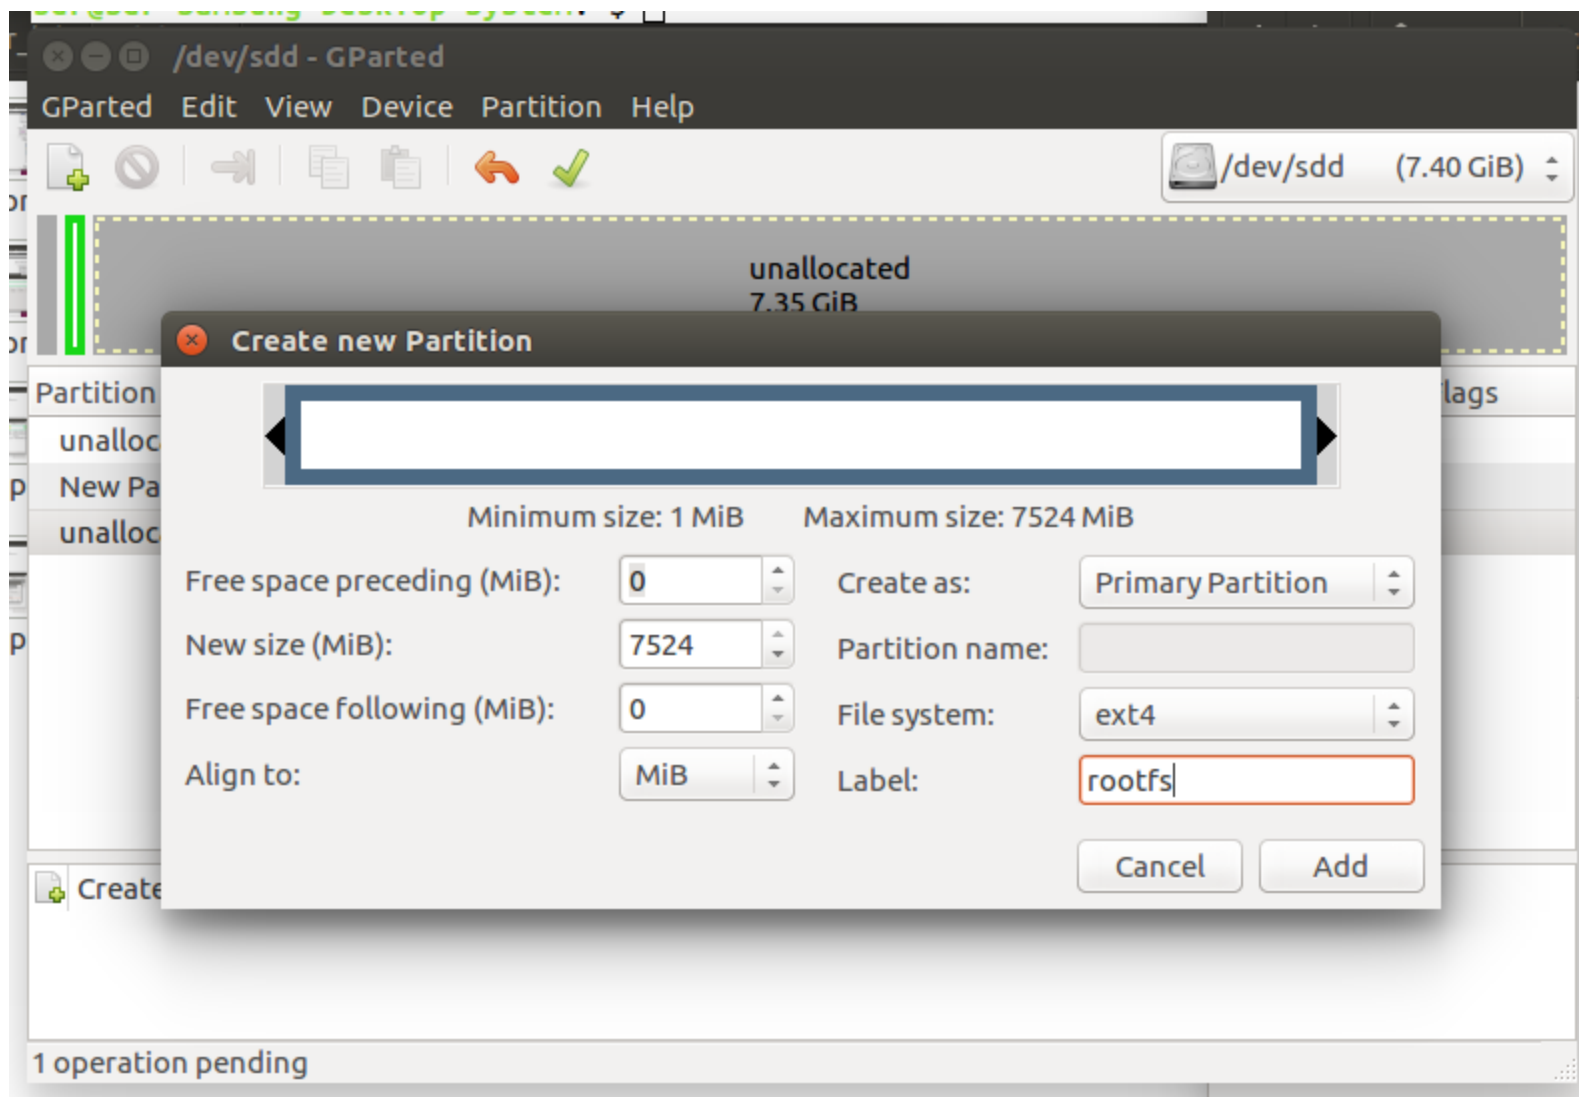 /dev/sdd - GParted
GParted Edit View Device Partition Help
/dev/sdd (7.40 GiB)
unallocated
7.35 GiB
Create new Partition
Partition
unalloc
New Pa
unalloc
lags
Minimum size: 1 MiB Maximum size: 7524 MiB
Free space preceding (MiB): 0 Create as: Primary Partition
New size (MiB): 7524 Partition name:
Free space following (MiB): 0 File system: ext4
Align to: MiB Label: rootfs
Cancel Add
Create
1 operation pending